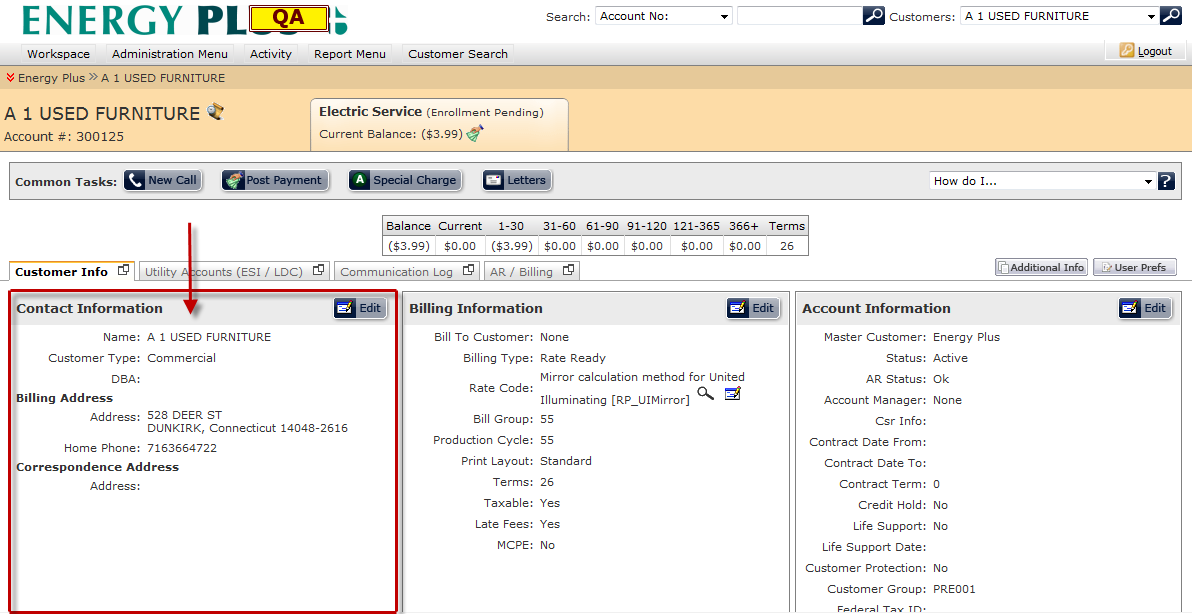 ENERGY PL QA S
Search: Account No: Customers: A 1 USED FURNITURE
Workspace Administration Menu Activity Report Menu Customer Search Logout
Energy Plus >> A 1 USED FURNITURE
A 1 USED FURNITURE
Account #: 300125
Electric Service (Enrollment Pending)
Current Balance: ($3.99)
Common Tasks: New Call Post Payment Special Charge Letters How do I... ?
Balance Current 1-30 31-60 61-90 91-120 121-365 366+ Terms
($3.99) $0.00 ($3.99) $0.00 $0.00 $0.00 $0.00 $0.00 26
Customer Info Utility Accounts (ESI / LDC) Communication Log AR / Billing Additional Info User Prefs
Contact Information Edit
Name: A 1 USED FURNITURE
Customer Type: Commercial
DBA:
Billing Address
Address: 528 DEER ST
DUNKIRK, Connecticut 14048-2616
Home Phone: 7163664722
Correspondence Address
Address:
Billing Information Edit
Bill To Customer: None
Billing Type: Rate Ready
Rate Code: Mirror calculation method for United
Illuminating [RP_UIMirror]
Bill Group: 55
Production Cycle: 55
Print Layout: Standard
Terms: 26
Taxable: Yes
Late Fees: Yes
MCPE: No
Account Information Edit
Master Customer: Energy Plus
Status: Active
AR Status: Ok
Account Manager: None
Csr Info:
Contract Date From:
Contract Date To:
Contract Term: 0
Credit Hold: No
Life Support: No
Life Support Date:
Customer Protection: No
Customer Group: PRE001
Federal Tax ID: